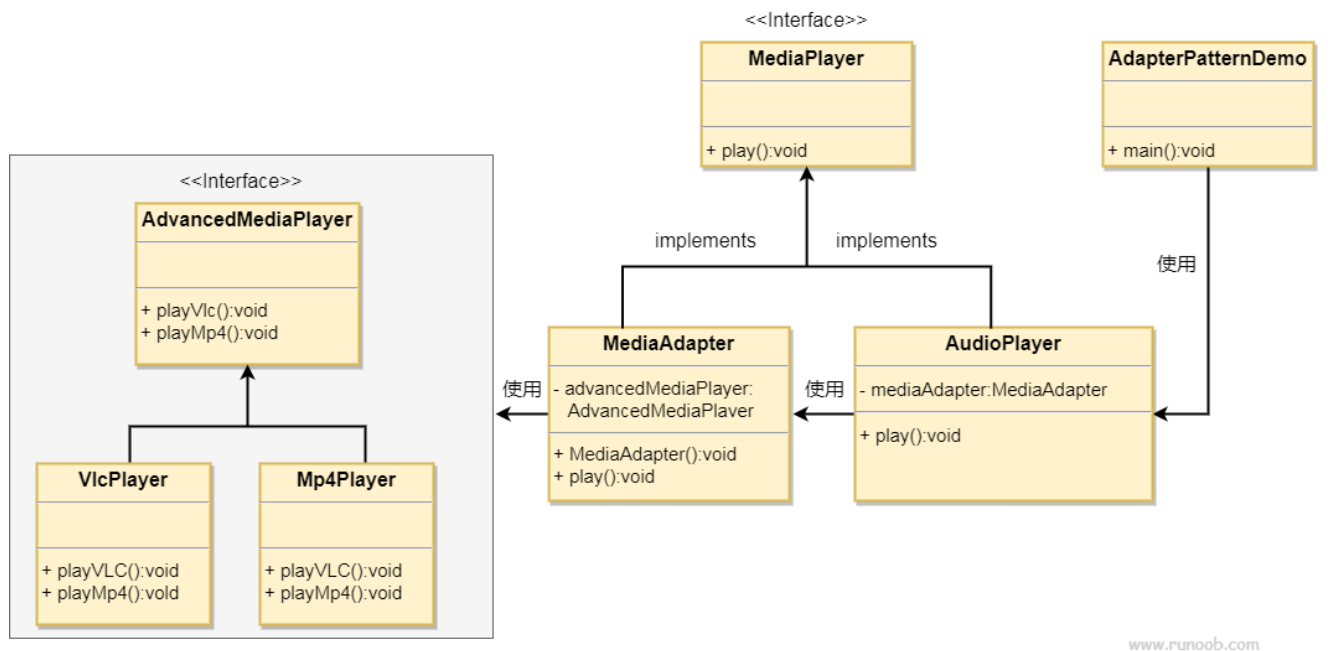 <<Interface>>
MediaPlayer
+ play():void
AdapterPatternDemo
+ main():void
<<Interface>>
AdvancedMediaPlayer
+ playVlc():void
+ playMp4():void
implements
implements
使用
MediaAdapter
- advancedMediaPlayer:
AdvancedMediaPlaver
+ MediaAdapter():void
+ play():void
使用
AudioPlayer
- mediaAdapter:MediaAdapter
+ play():void
使用
VlcPlayer
+ playVLC():void
+ playMp4():vold
Mp4Player
+ playVLC():void
+ playMp4():void
www.runoob.com